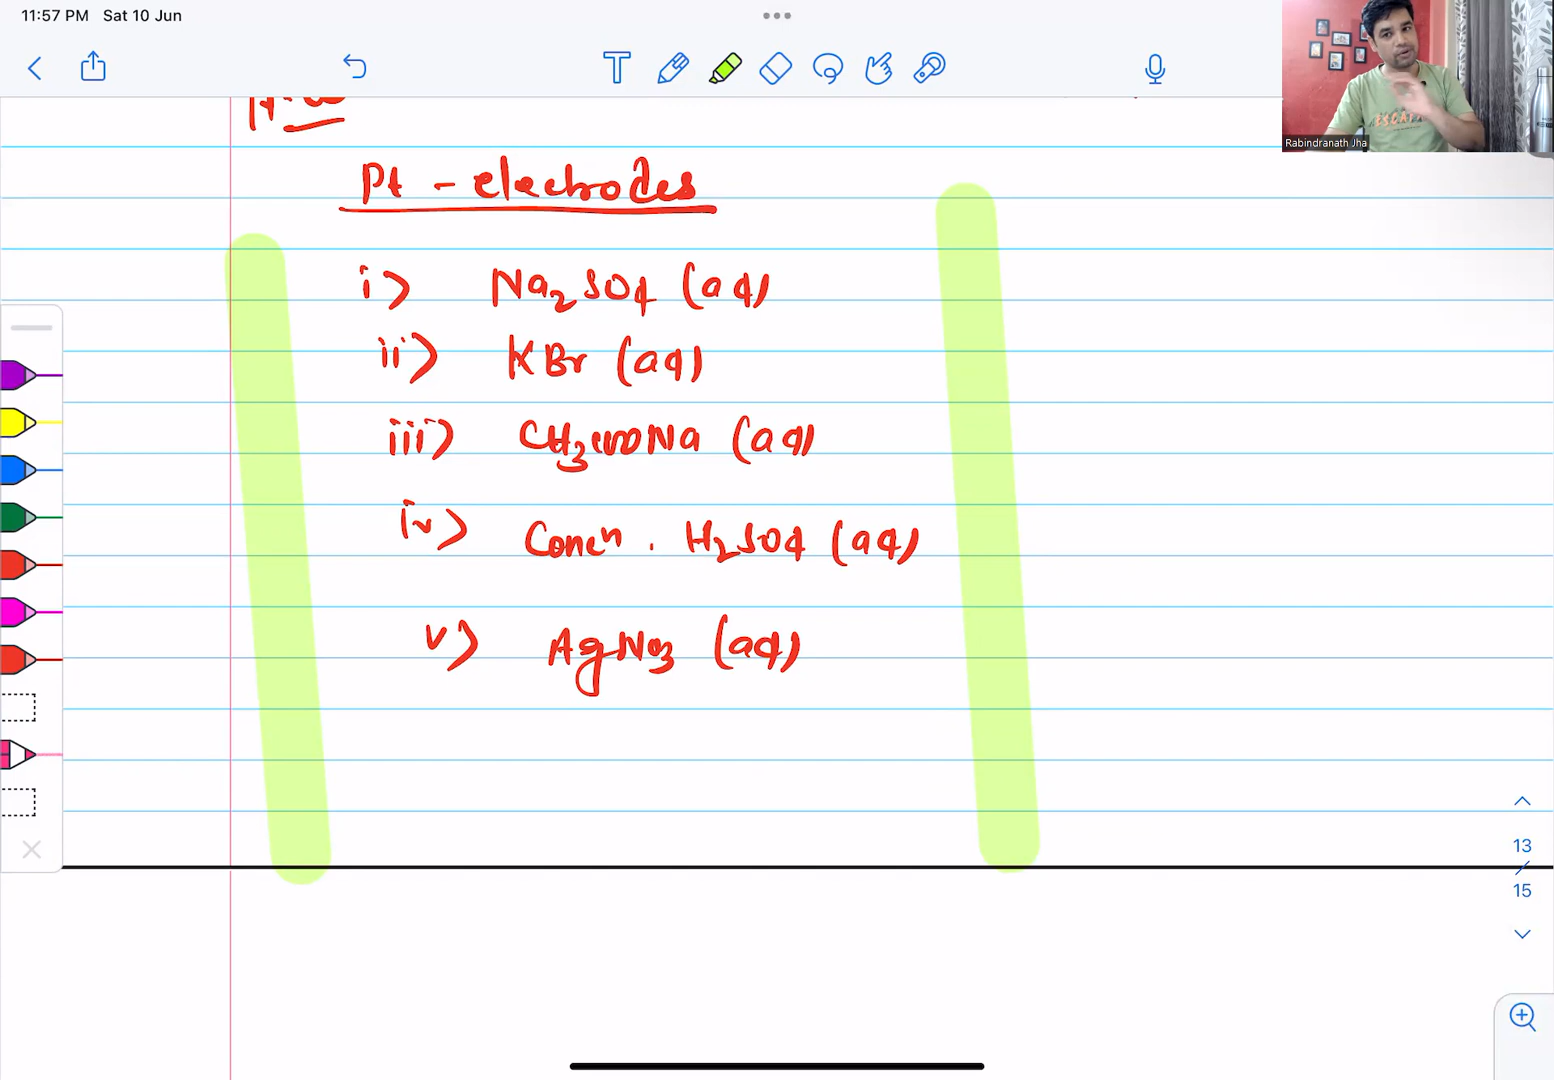 11:57 PM Sat 10 Jun
Rabindranath Jha
Pt - electrodes
i) Na2SO4 (aq)
ii) KBr (aq)
iii) CH3COONa (aq)
iv) Concn. H2SO4 (aq)
v) AgNO3 (aq)
13
15